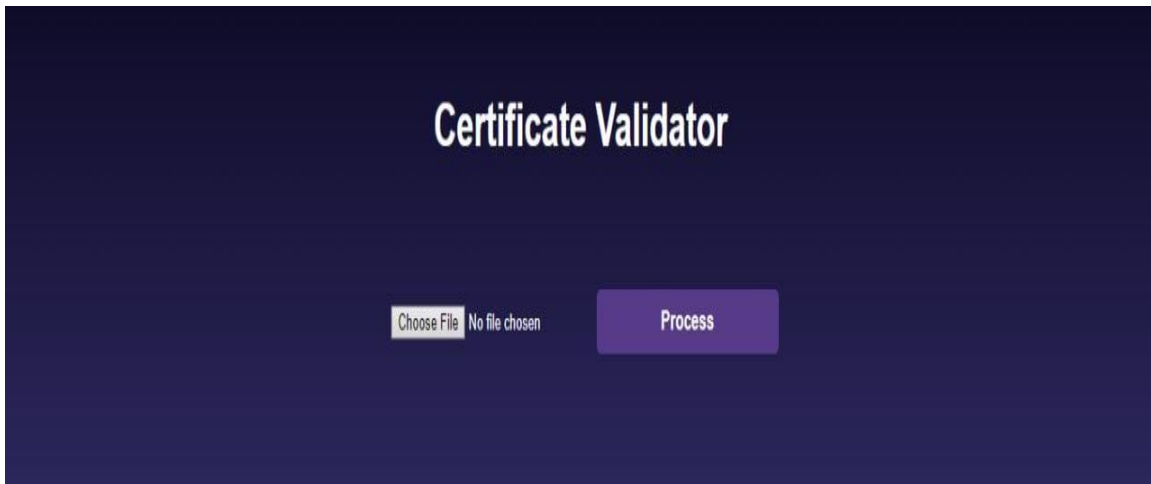 Certificate Validator
Choose File No file chosen
Process